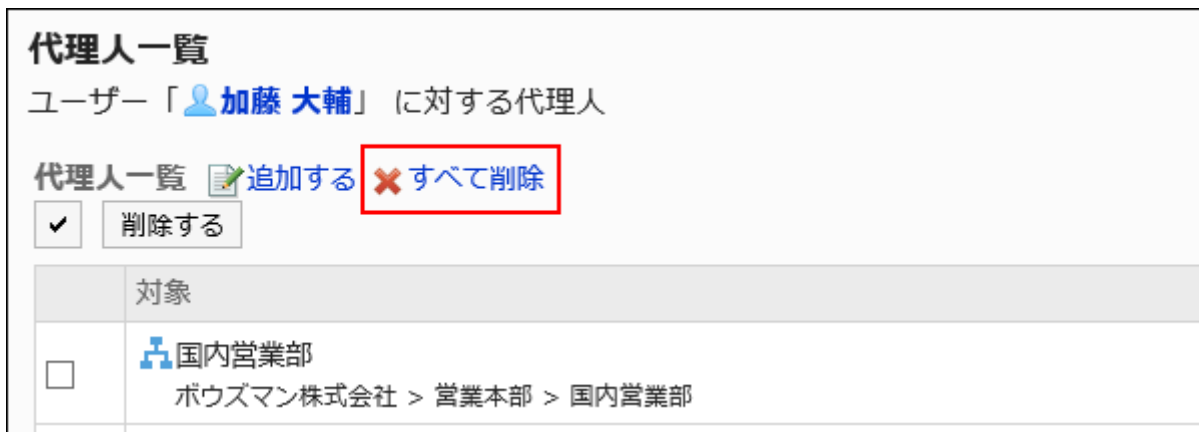 代理人一覧
ユーザー「加藤 大輔」 に対する代理人
代理人一覧 追加する すべて削除
削除する
対象
国内営業部
ボウズマン株式会社 > 営業本部 > 国内営業部